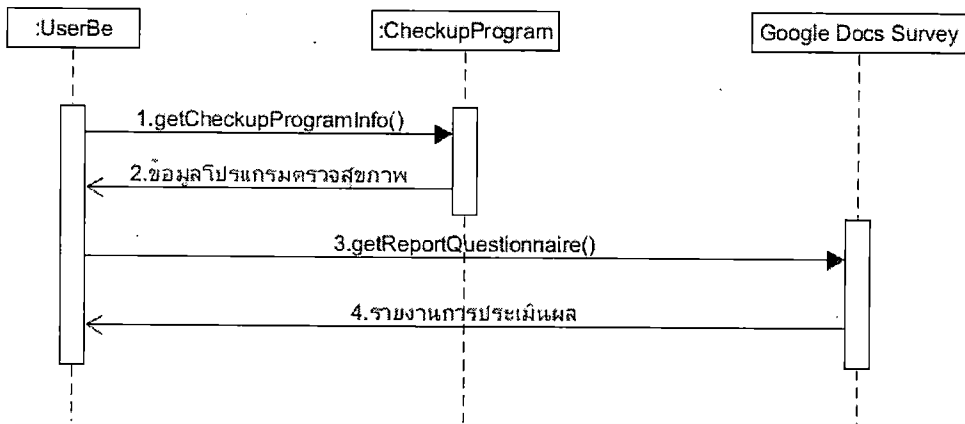 :UserBe
:CheckupProgram
Google Docs Survey
1.getCheckupProgramInfo()
2.ข้อมูลโปรแกรมตรวจสุขภาพ
3.getReportQuestionnaire()
4.รายงานการประเมินผล